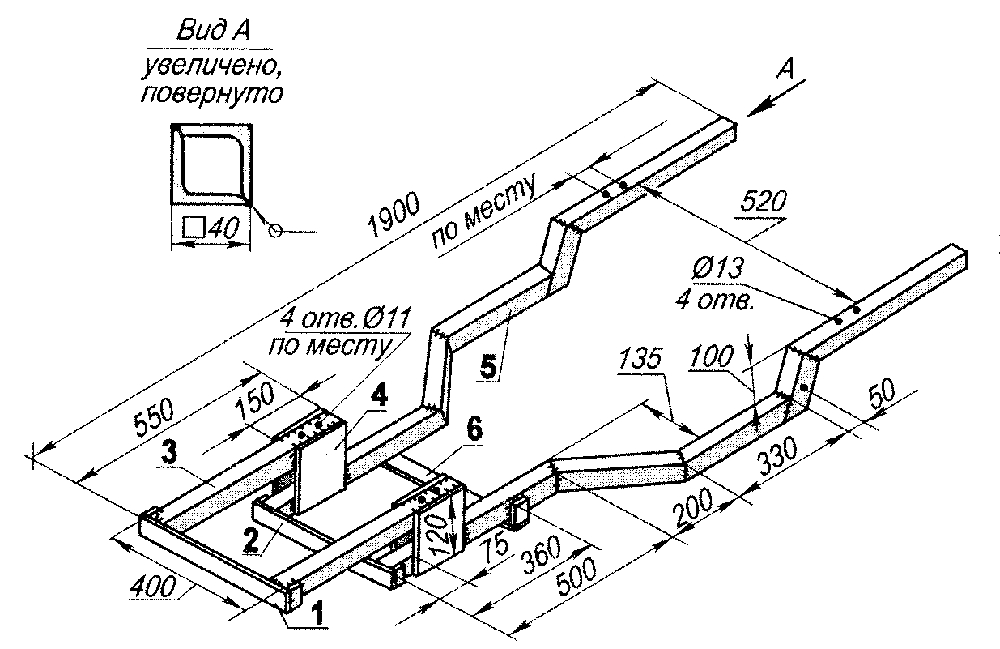 Вид А
увеличено,
повернуто
□40
А
1900
по месту
520
Ø13
4 отв.
4 отв. Ø11
по месту
550
150
3
4
5
6
135
100
50
330
200
2
120
75
360
500
400
1